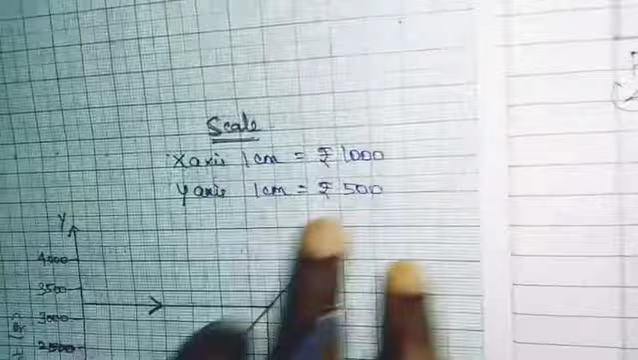 Scale
X axis 1 cm = ₹ 1000
Y axis 1 cm = ₹ 500
Y
4000
3500
3000
2500